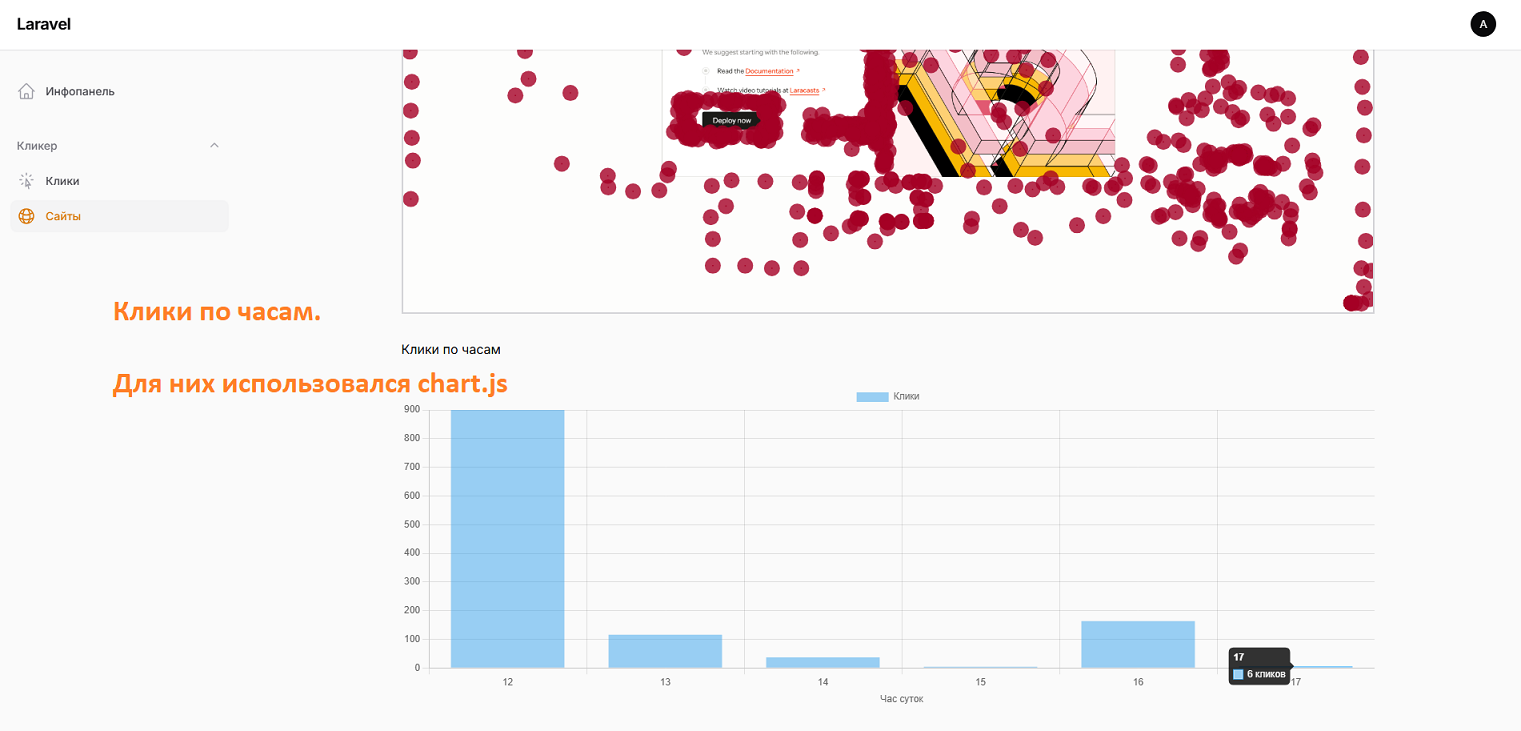 Laravel
A
We suggest starting with the following.
Инфопанель
Read the Documentation
Watch video tutorials at Laracasts
Deploy now
Кликер
Клики
Сайты
Клики по часам.
Клики по часам
Для них использовался chart.js
Клики
900
800
700
600
500
400
300
200
100
0
17
6 кликов
12 13 14 15 16 17
Час суток